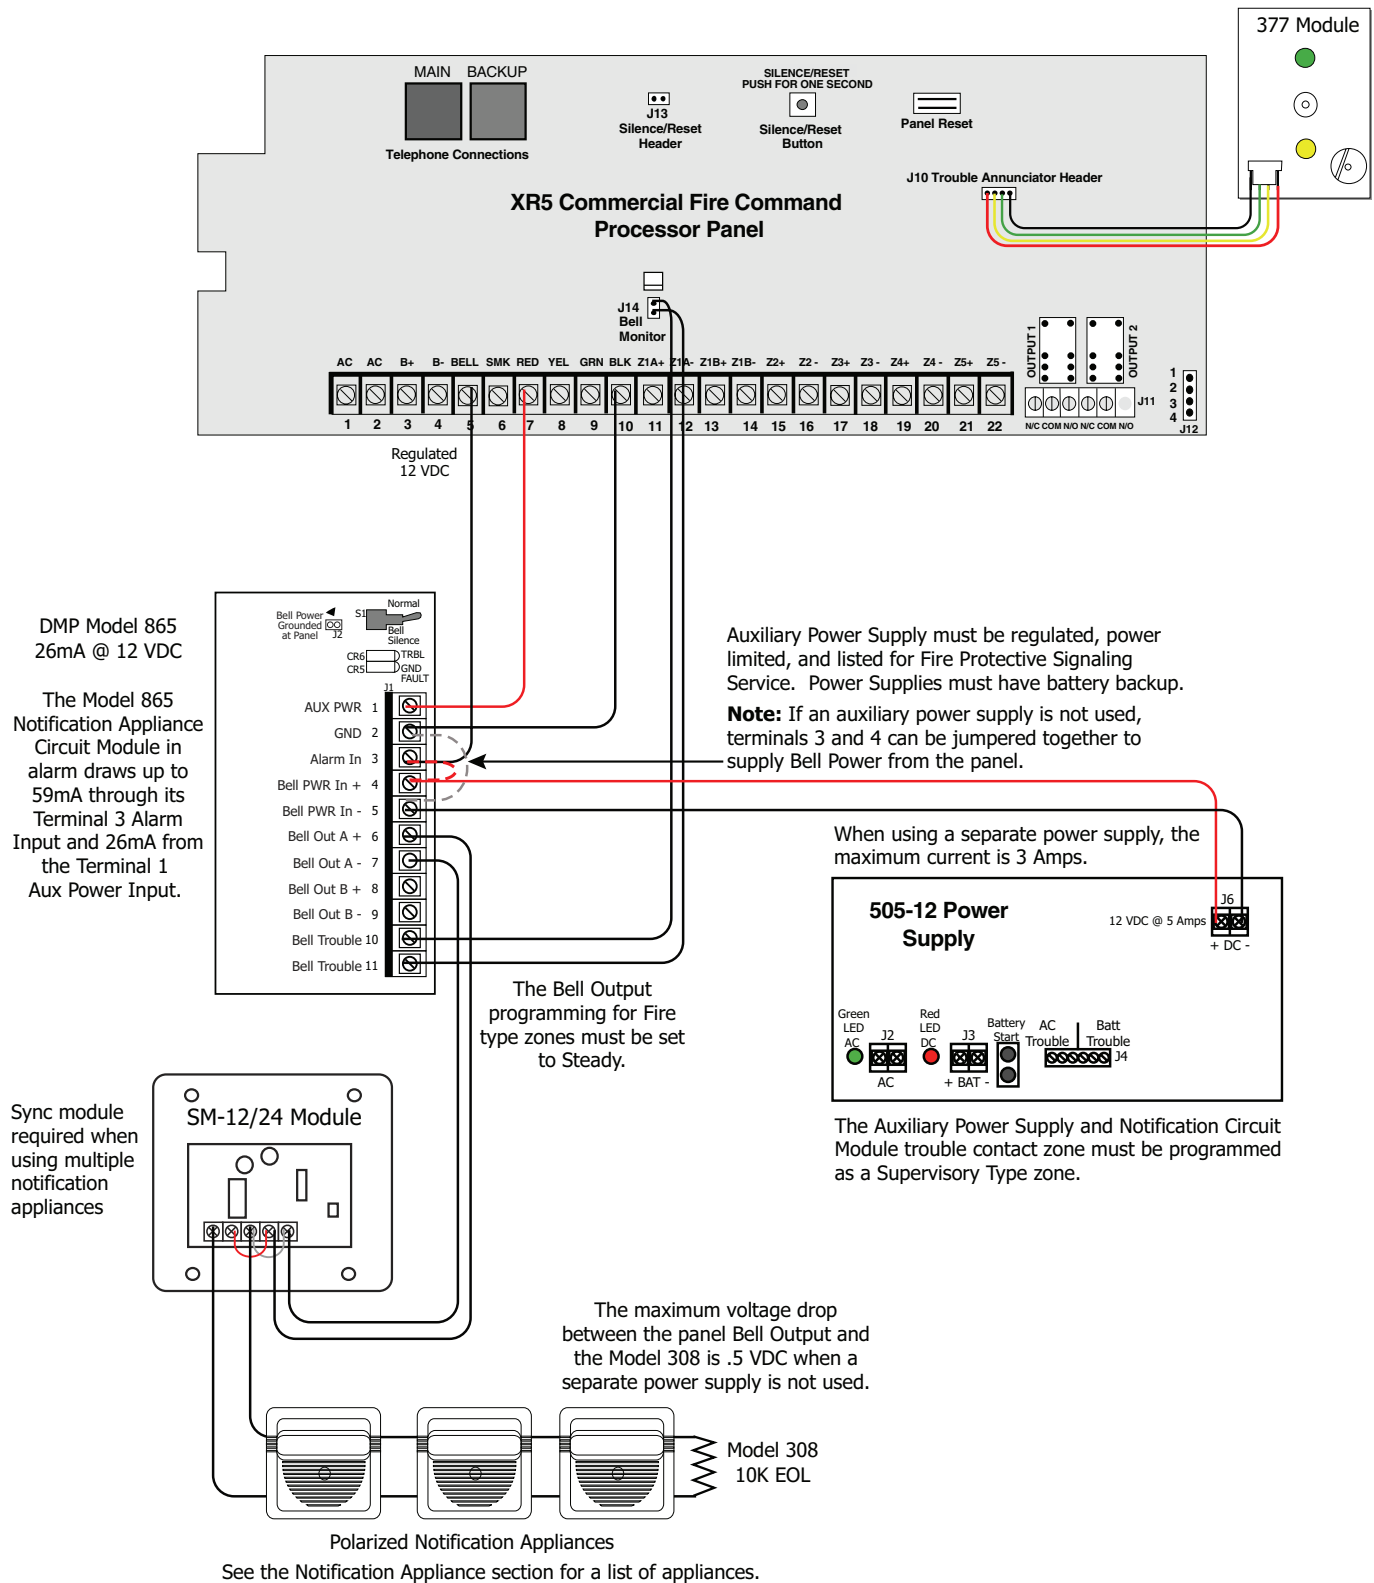 377 Module
MAIN BACKUP
Telephone Connections
J13
Silence/Reset
Header
SILENCE/RESET
PUSH FOR ONE SECOND
Silence/Reset
Button
Panel Reset
J10 Trouble Annunciator Header
XR5 Commercial Fire Command
Processor Panel
J14
Bell
Monitor
OUTPUT 1
OUTPUT 2
AC AC B+ B- BELL SMK RED YEL GRN BLK Z1A+ Z1A- Z1B+ Z1B- Z2+ Z2 - Z3+ Z3 - Z4+ Z4 - Z5+ Z5 -
1 2 3 4 5 6 7 8 9 10 11 12 13 14 15 16 17 18 19 20 21 22
N/C COM N/O N/C COM N/O
J11
1
2
3
4
J12
Regulated
12 VDC
DMP Model 865
26mA @ 12 VDC
The Model 865
Notification Appliance
Circuit Module in
alarm draws up to
59mA through its
Terminal 3 Alarm
Input and 26mA from
the Terminal 1
Aux Power Input.
Bell Power
Grounded
at Panel
J2
S1
Normal
Bell
Silence
CR6 TRBL
CR5 GND
FAULT
J1
AUX PWR 1
GND 2
Alarm In 3
Bell PWR In + 4
Bell PWR In - 5
Bell Out A + 6
Bell Out A - 7
Bell Out B + 8
Bell Out B - 9
Bell Trouble 10
Bell Trouble 11
Auxiliary Power Supply must be regulated, power
limited, and listed for Fire Protective Signaling
Service. Power Supplies must have battery backup.
Note: If an auxiliary power supply is not used,
terminals 3 and 4 can be jumpered together to
supply Bell Power from the panel.
When using a separate power supply, the
maximum current is 3 Amps.
505-12 Power
Supply
12 VDC @ 5 Amps
J6
+ DC -
Green
LED
AC
J2
AC
Red
LED
DC
J3
+ BAT -
Battery
Start
AC
Trouble
Batt
Trouble
J4
The Auxiliary Power Supply and Notification Circuit
Module trouble contact zone must be programmed
as a Supervisory Type zone.
The Bell Output
programming for Fire
type zones must be set
to Steady.
Sync module
required when
using multiple
notification
appliances
SM-12/24 Module
The maximum voltage drop
between the panel Bell Output and
the Model 308 is .5 VDC when a
separate power supply is not used.
Model 308
10K EOL
Polarized Notification Appliances
See the Notification Appliance section for a list of appliances.